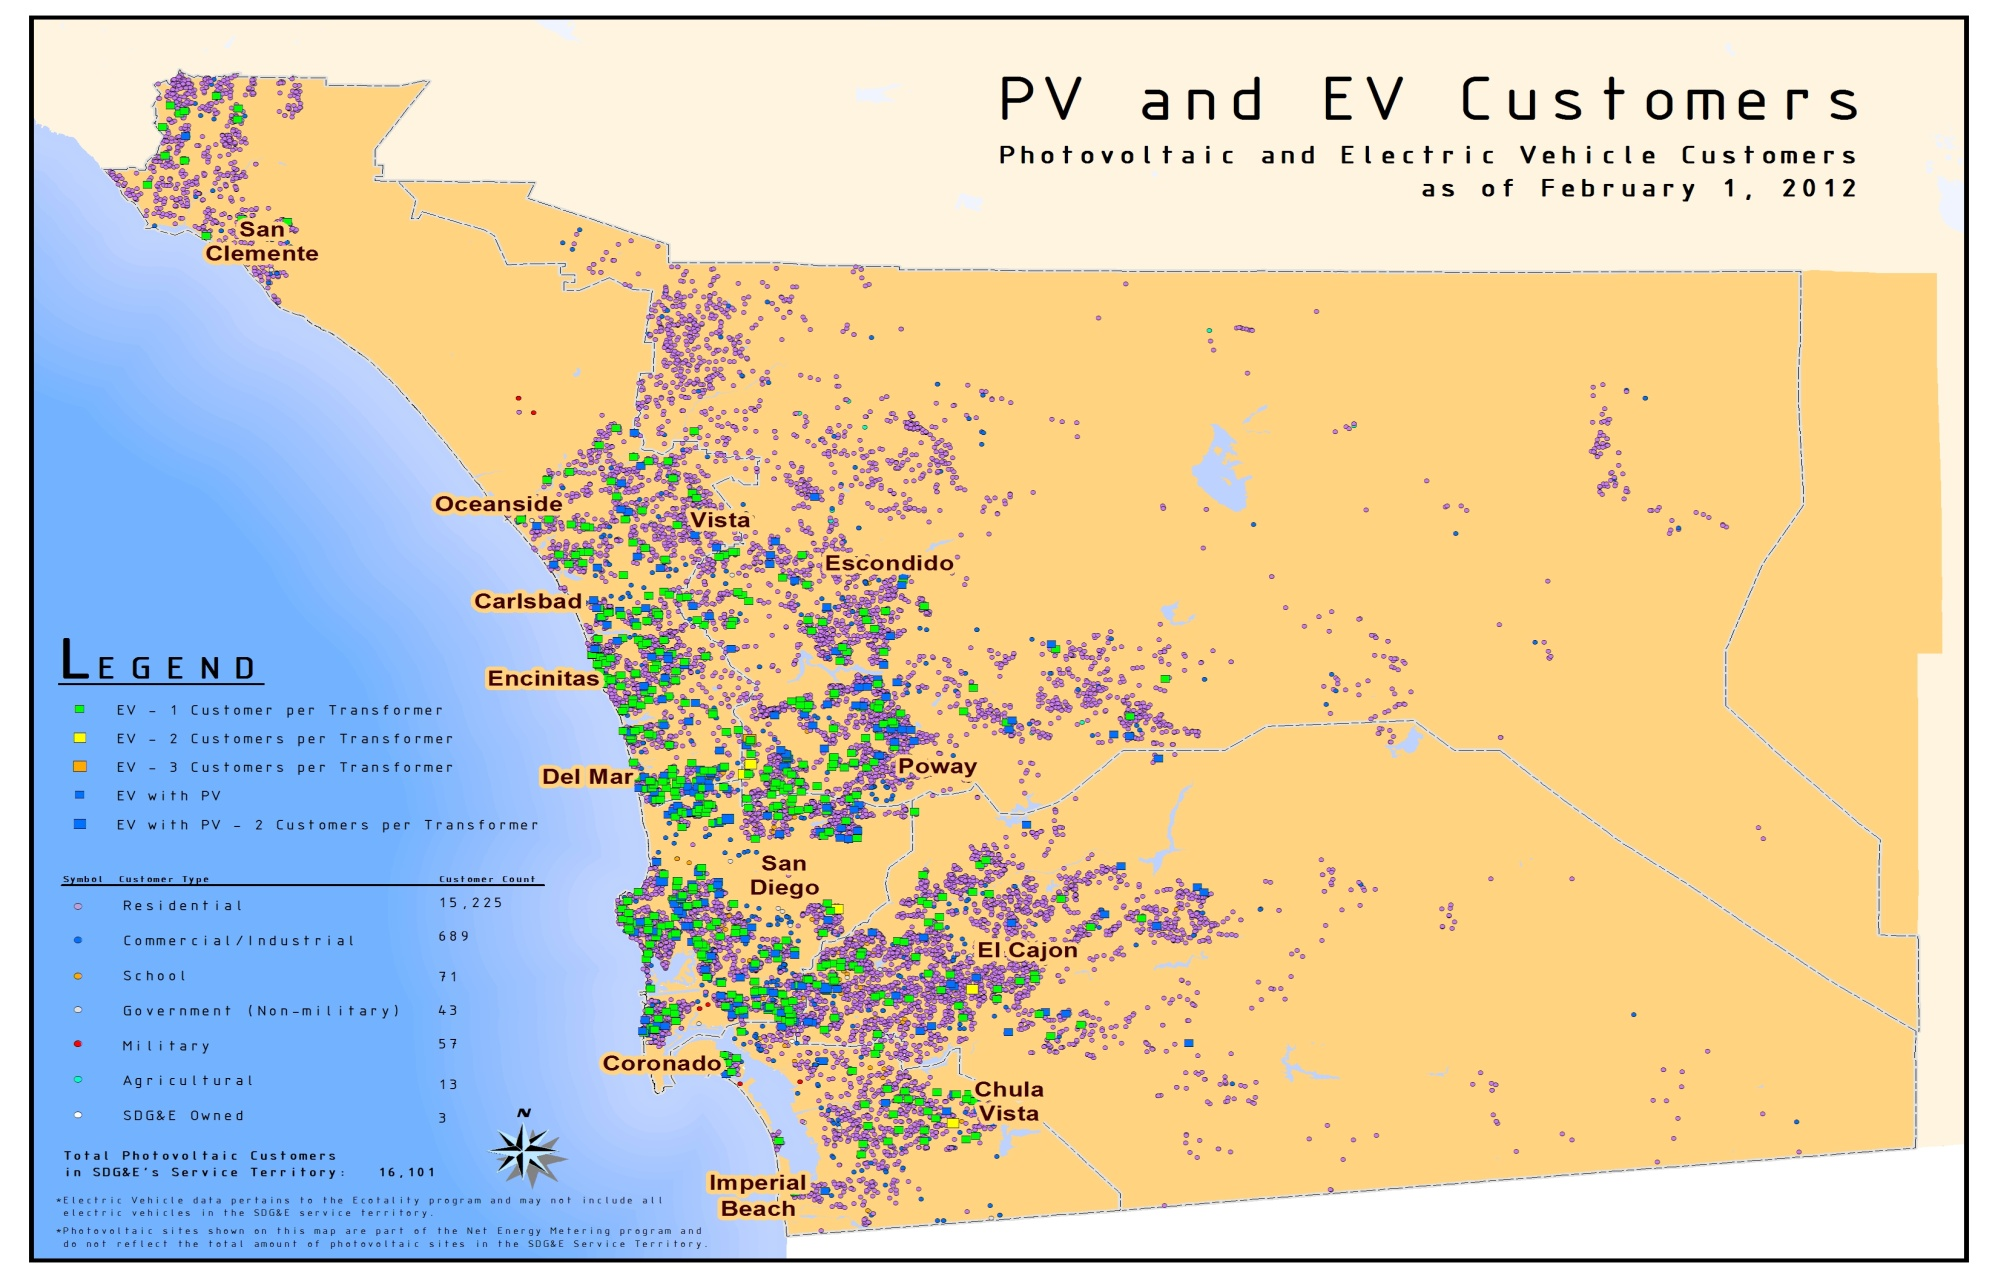 PV and EV Customers
Photovoltaic and Electric Vehicle Customers
as of February 1, 2012
San
Clemente
Oceanside
Vista
Escondido
Carlsbad
Encinitas
Del Mar
Poway
San
Diego
El Cajon
Coronado
Chula
Vista
Imperial
Beach
LEGEND
EV - 1 Customer per Transformer
EV - 2 Customers per Transformer
EV - 3 Customers per Transformer
EV with PV
EV with PV - 2 Customers per Transformer
Symbol Customer Type Customer Count
Residential 15,225
Commercial/Industrial 689
School 71
Government (Non-military) 43
Military 57
Agricultural 13
SDG&E Owned 3
N
Total Photovoltaic Customers
in SDG&E's Service Territory: 16,101
*Electric Vehicle data pertains to the Ecotality program and may not include all
electric vehicles in the SDG&E service territory.
*Photovoltaic sites shown on this map are part of the Net Energy Metering program and
do not reflect the total amount of photovoltaic sites in the SDG&E Service Territory.